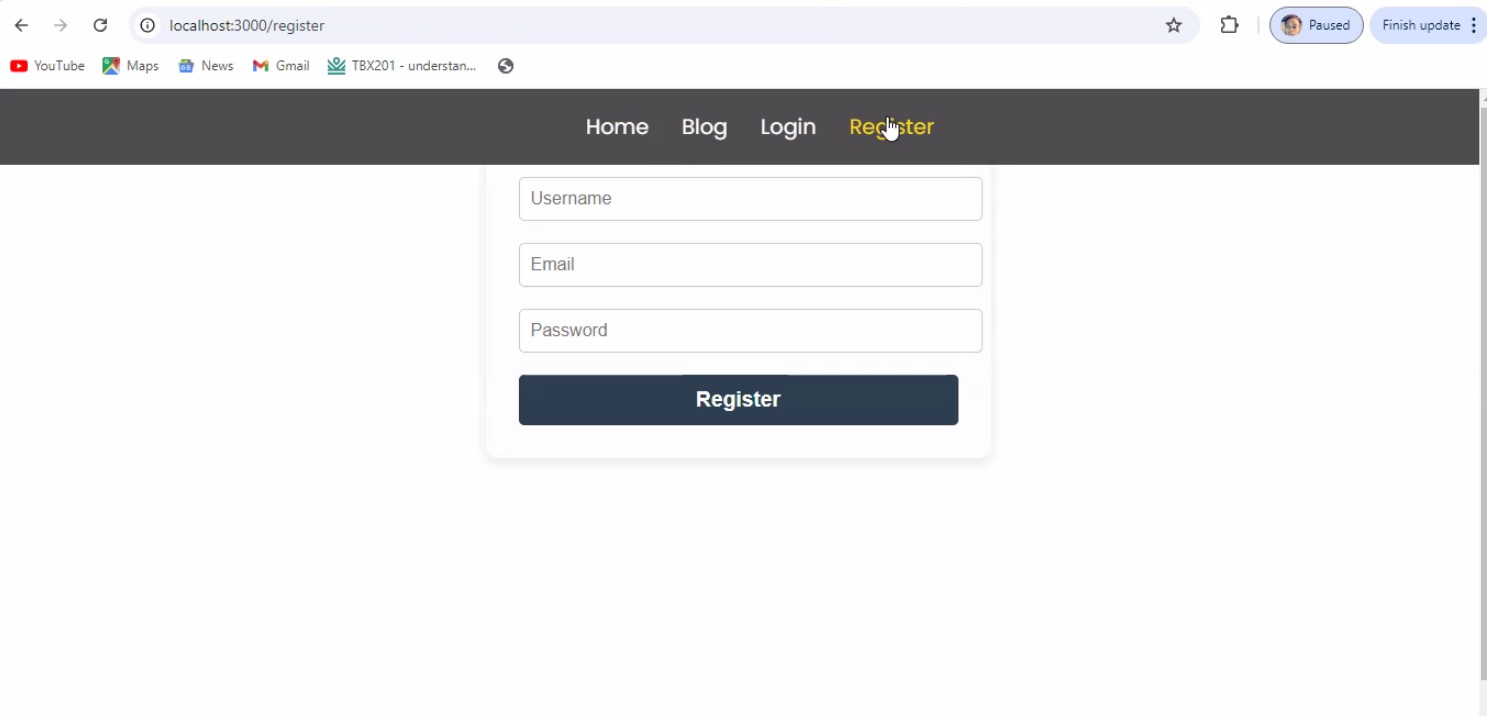 localhost:3000/register
Paused
Finish update
YouTube Maps News Gmail TBX201 - understan...
Home Blog Login Register
Username
Email
Password
Register